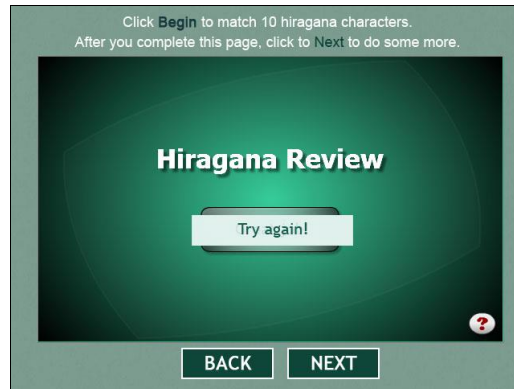 Click Begin to match 10 hiragana characters.
After you complete this page, click to Next to do some more.
Hiragana Review
Try again!
?
BACK
NEXT